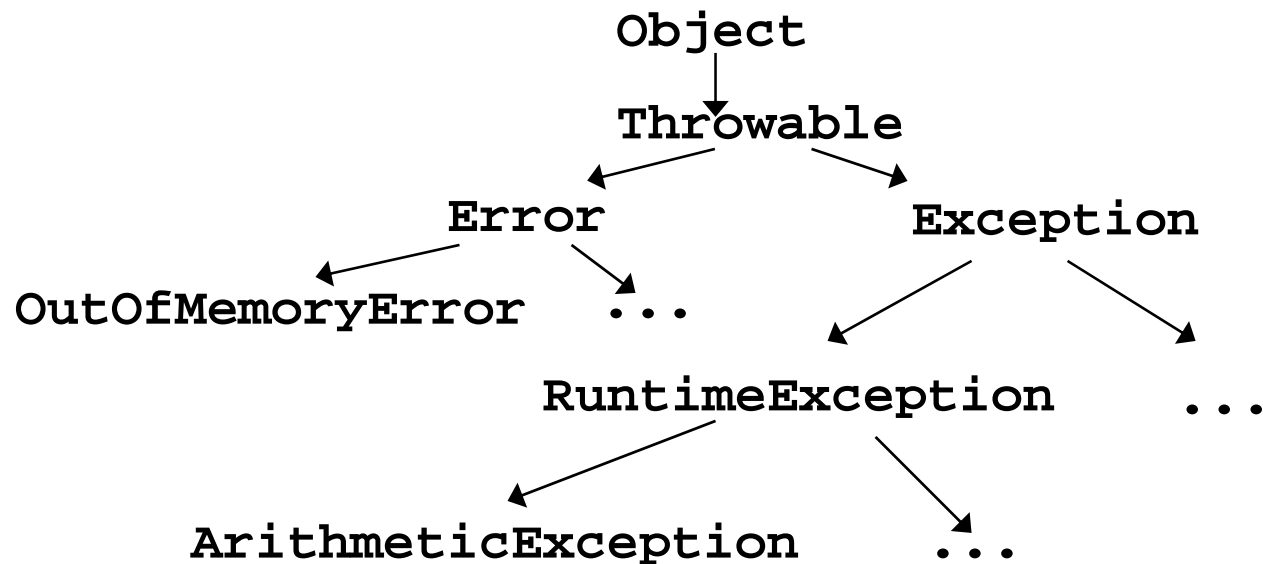 Object
Throwable
Error
Exception
OutOfMemoryError
...
RuntimeException
...
ArithmeticException
...